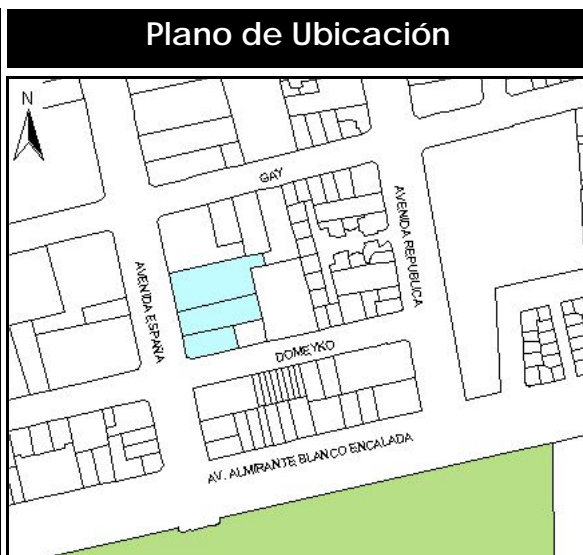 Plano de Ubicación
N
GAY
AVENIDA REPUBLICA
AVENIDA ESPAÑA
DOMEYKO
AV. ALMIRANTE BLANCO ENCALADA